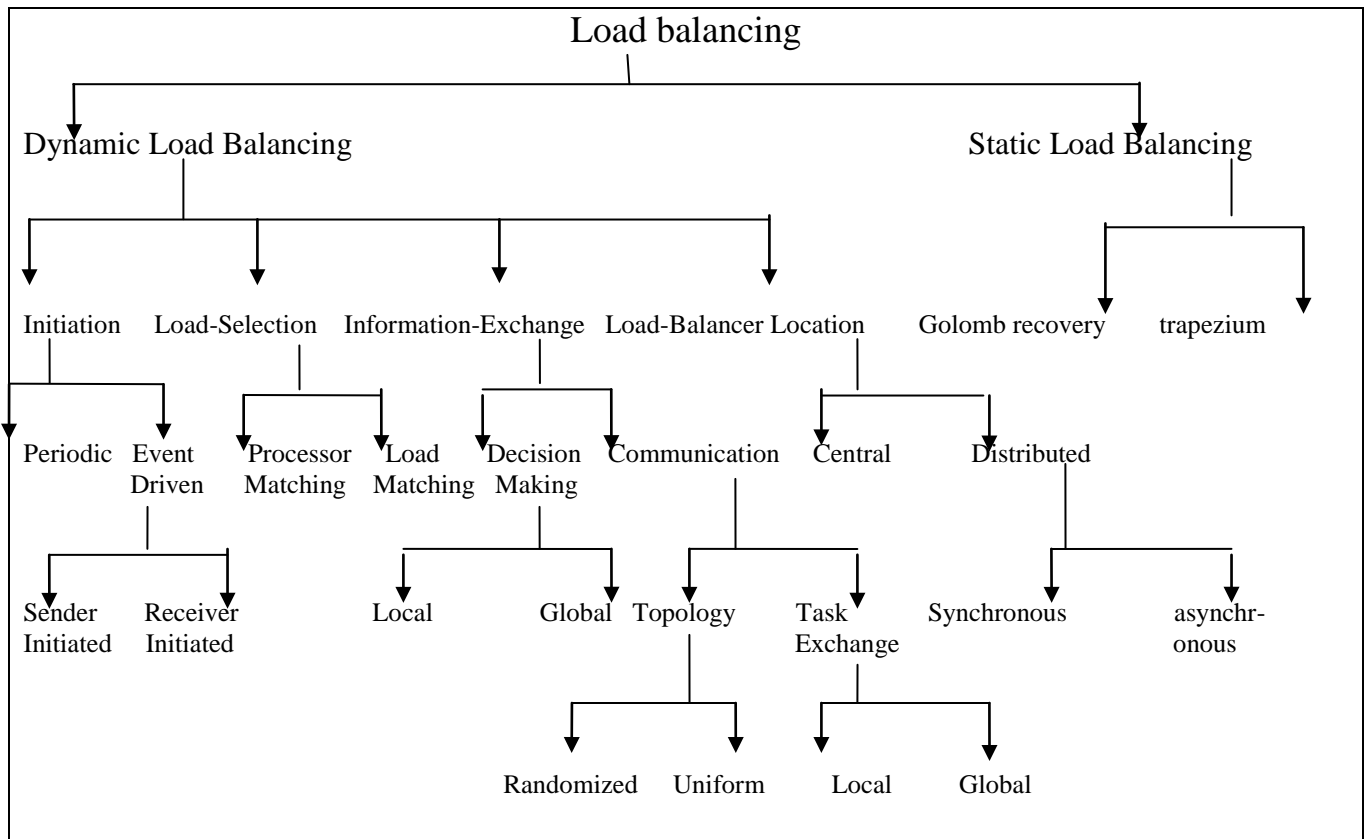 Load balancing
Dynamic Load Balancing Static Load Balancing
Initiation Load-Selection Information-Exchange Load-Balancer Location Golomb recovery trapezium
Periodic Event Processor Load Decision Communication Central Distributed
Driven Matching Matching Making
Sender Receiver Local Global Topology Task Synchronous asynchr-
Initiated Initiated Exchange onous
Randomized Uniform Local Global